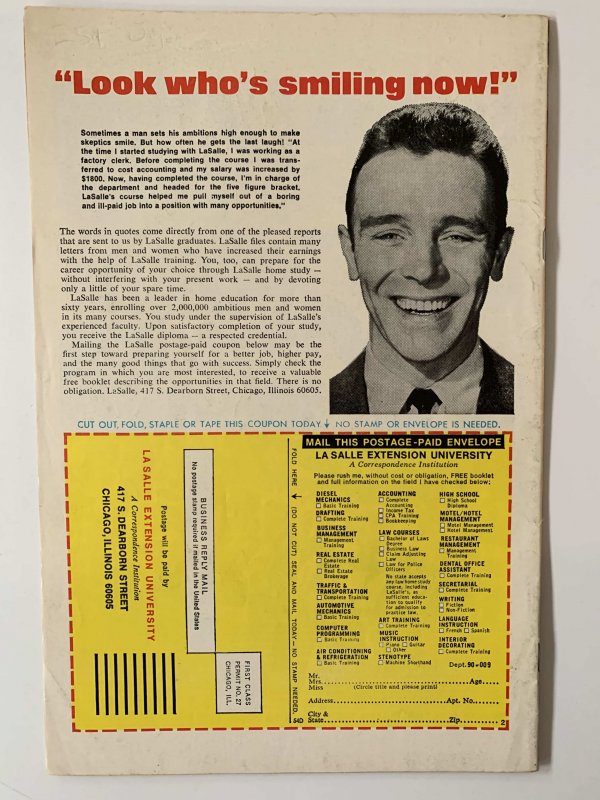 “Look who’s smiling now!”
Sometimes a man sets his ambitions high enough to make
skeptics smile. But how often he gets the last laugh! "At
the time I started studying with LaSalle, I was working as a
factory clerk. Before completing the course I was trans-
ferred to cost accounting and my salary was increased by
$1800. Now, having completed the course, I'm in charge of
the department and headed for the five figure bracket.
LaSalle's course helped me pull myself out of a boring
and ill-paid job into a position with many opportunities."
The words in quotes come directly from one of the pleased reports
that are sent to us by LaSalle graduates. LaSalle files contain many
letters from men and women who have increased their earnings
with the help of LaSalle training. You, too, can prepare for the
career opportunity of your choice through LaSalle home study —
without interfering with your present work — and by devoting
only a little of your spare time.
LaSalle has been a leader in home education for more than
sixty years, enrolling over 2,000,000 ambitious men and women
in its many courses. You study under the supervision of LaSalle's
experienced faculty. Upon satisfactory completion of your study,
you receive the LaSalle diploma — a respected credential.
Mailing the LaSalle postage-paid coupon below may be the
first step toward preparing yourself for a better job, higher pay,
and the many good things that go with success. Simply check the
program in which you are most interested, to receive a valuable
free booklet describing the opportunities in that field. There is no
obligation. LaSalle, 417 S. Dearborn Street, Chicago, Illinois 60605.
CUT OUT, FOLD, STAPLE OR TAPE THIS COUPON TODAY ↓ NO STAMP OR ENVELOPE IS NEEDED.
Postage will be paid by
LA SALLE EXTENSION UNIVERSITY
A Correspondence Institution
417 S. DEARBORN STREET
CHICAGO, ILLINOIS 60605
BUSINESS REPLY MAIL
No postage stamp required if mailed in the United States
FIRST CLASS
PERMIT NO. 27
CHICAGO, ILL.
FOLD HERE ↓ (DO NOT CUT) SEAL AND MAIL TODAY—NO STAMP NEEDED.
540
MAIL THIS POSTAGE-PAID ENVELOPE
LA SALLE EXTENSION UNIVERSITY
A Correspondence Institution
Please rush me, without cost or obligation, FREE booklet
and full information on the field I have checked below;
DIESEL
MECHANICS
Basic Training
DRAFTING
Complete Training
BUSINESS
MANAGEMENT
Management
Training
REAL ESTATE
Complete Real
Estate
Real Estate
Brokerage
TRAFFIC &
TRANSPORTATION
Complete Training
AUTOMOTIVE
MECHANICS
Basic Training
COMPUTER
PROGRAMMING
Basic Training
AIR CONDITIONING
& REFRIGERATION
Basic Training
ACCOUNTING
Complete
Accounting
Income Tax
CPA Training
Bookkeeping
LAW COURSES
Bachelor of Laws
Degree
Business Law
Claim Adjusting
Law
Law for Police
Officers
No state accepts
any law home study
course, including
LaSalle's, as
sufficient educa-
tion to qualify
for admission to
practice law.
ART TRAINING
Complete Training
MUSIC
INSTRUCTION
Piano Guitar
Other
STENOTYPE
Machine Shorthand
HIGH SCHOOL
High School
Diploma
MOTEL/HOTEL
MANAGEMENT
Motel Management
Hotel Management
RESTAURANT
MANAGEMENT
Management
Training
DENTAL OFFICE
ASSISTANT
Complete Training
SECRETARIAL
Complete Training
WRITING
Fiction
Non-Fiction
LANGUAGE
INSTRUCTION
French Spanish
INTERIOR
DECORATING
Complete Training
Dept. 90-009
Mr.
Mrs. Age
Miss (Circle title and please print)
Address Apt. No.
City &
State Zip 2